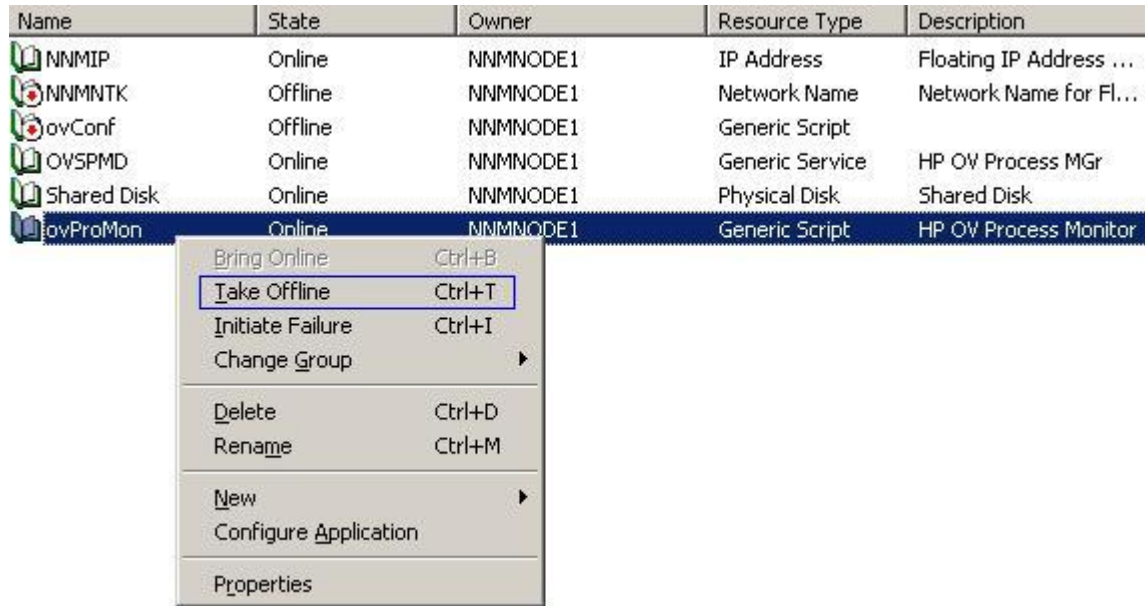 Name State Owner Resource Type Description
NNMIP Online NNMNODE1 IP Address Floating IP Address ...
NNMNTK Offline NNMNODE1 Network Name Network Name for Fl...
ovConf Offline NNMNODE1 Generic Script
OVSPMD Online NNMNODE1 Generic Service HP OV Process MGr
Shared Disk Online NNMNODE1 Physical Disk Shared Disk
ovProMon Online NNMNODE1 Generic Script HP OV Process Monitor
Bring Online Ctrl+B
Take Offline Ctrl+T
Initiate Failure Ctrl+I
Change Group
Delete Ctrl+D
Rename Ctrl+M
New
Configure Application
Properties